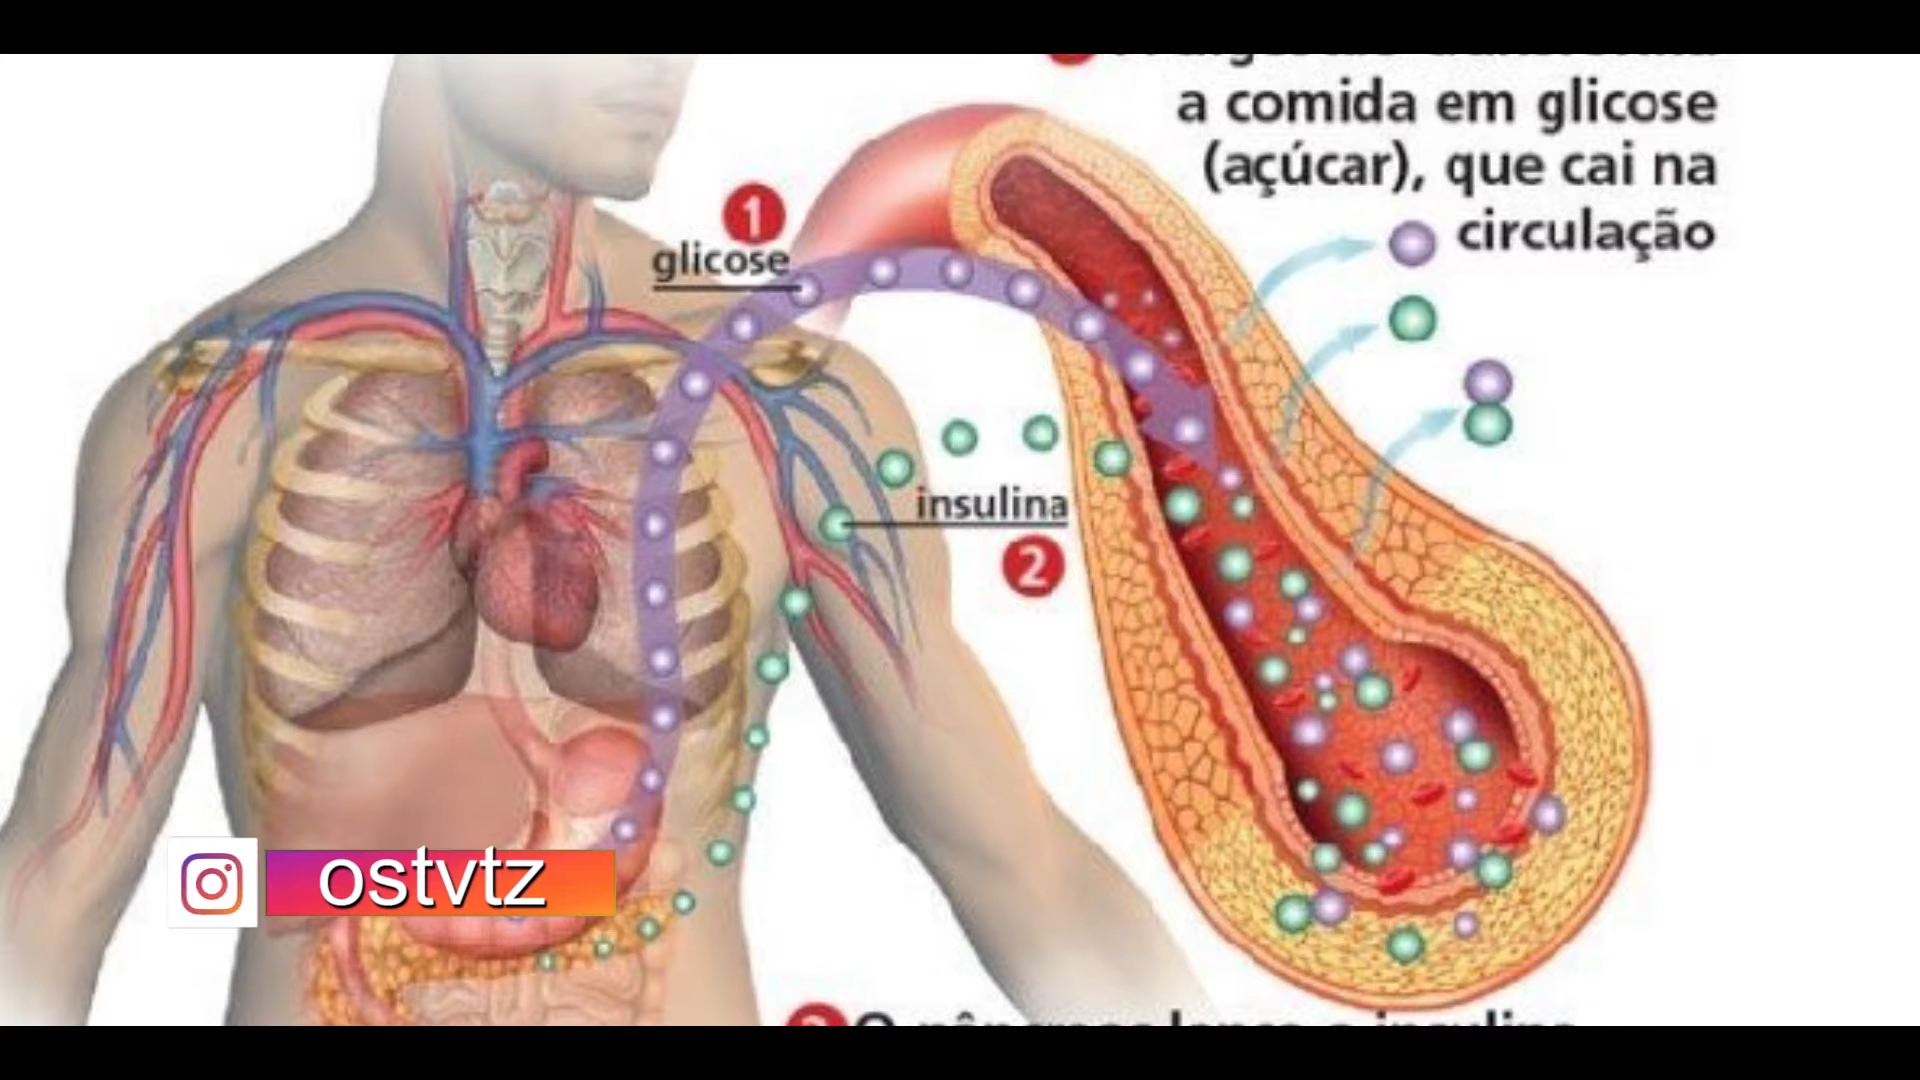 a comida em glicose
(açúcar), que cai na
circulação
1
glicose
insulina
2
ostvtz